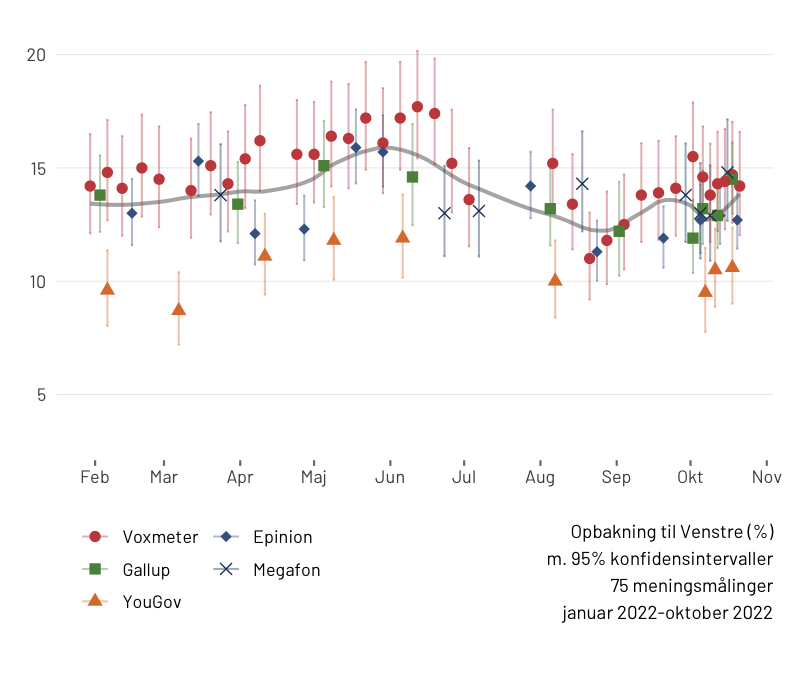 20
15
10
5
Feb Mar Apr Maj Jun Jul Aug Sep Okt Nov
Voxmeter Epinion
Gallup Megafon
YouGov
Opbakning til Venstre (%)
m. 95% konfidensintervaller
75 meningsmålinger
januar 2022-oktober 2022